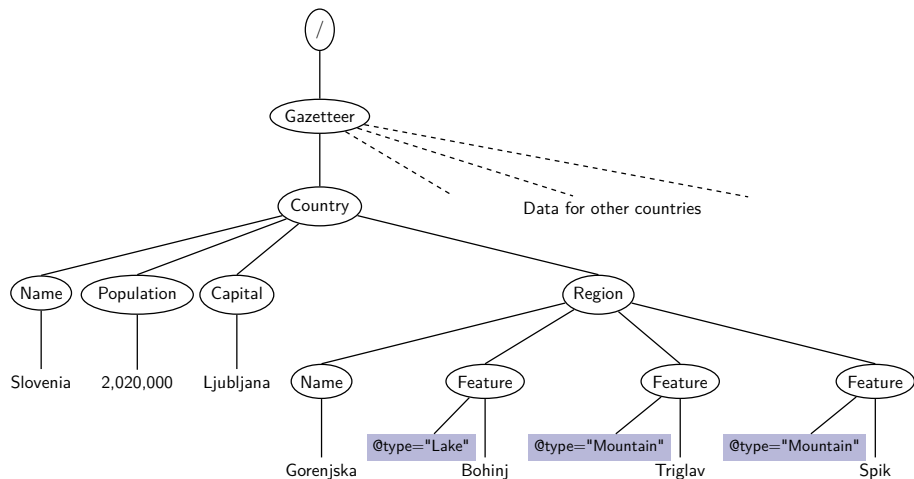 /
Gazetteer
Country
Data for other countries
Name
Population
Capital
Region
Slovenia
2,020,000
Ljubljana
Name
Feature
Feature
Feature
@type="Lake"
@type="Mountain"
@type="Mountain"
Gorenjska
Bohinj
Triglav
Spik